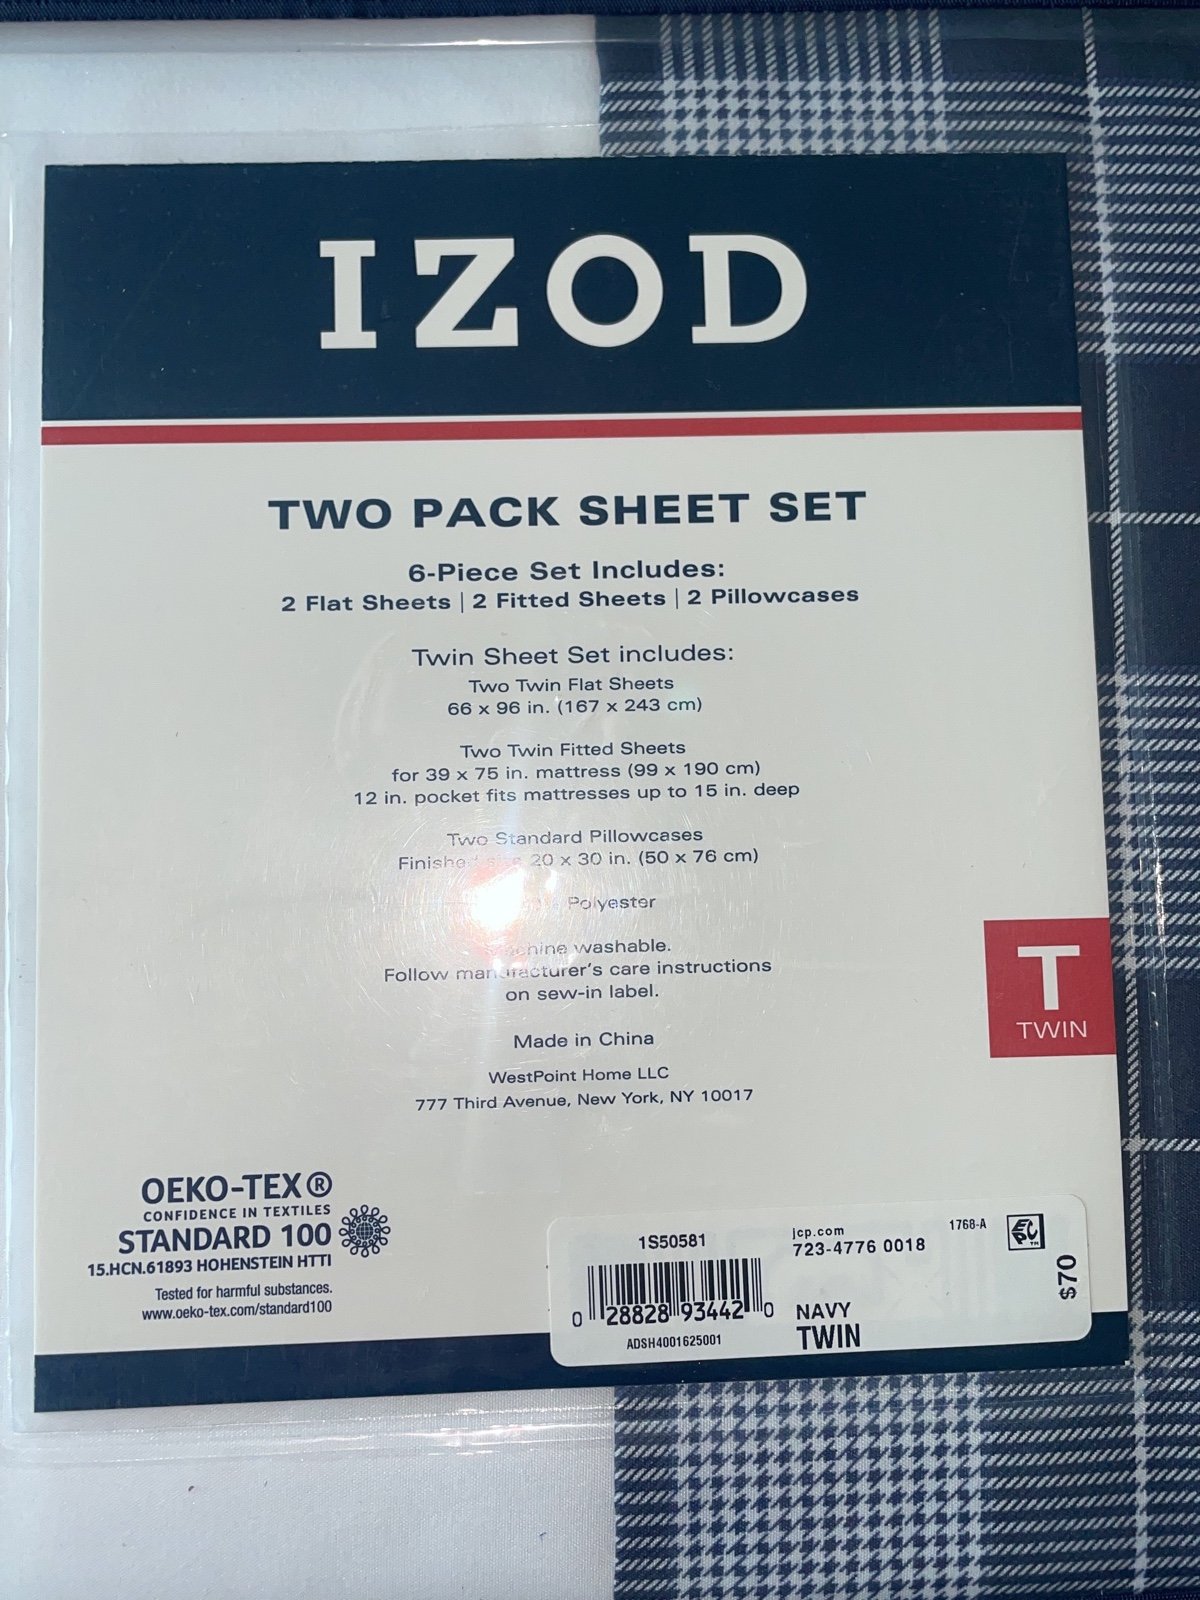 IZOD
TWO PACK SHEET SET
6-Piece Set Includes:
2 Flat Sheets | 2 Fitted Sheets | 2 Pillowcases
Twin Sheet Set includes:
Two Twin Flat Sheets
66 x 96 in. (167 x 243 cm)
Two Twin Fitted Sheets
for 39 x 75 in. mattress (99 x 190 cm)
12 in. pocket fits mattresses up to 15 in. deep
Two Standard Pillowcases
Finished size 20 x 30 in. (50 x 76 cm)
Polyester
Machine washable.
Follow manufacturer's care instructions
on sew-in label.
Made in China
WestPoint Home LLC
777 Third Avenue, New York, NY 10017
T
TWIN
OEKO-TEX®
CONFIDENCE IN TEXTILES
STANDARD 100
15.HCN.61893 HOHENSTEIN HTTI
Tested for harmful substances.
www.oeko-tex.com/standard100
1S50581
0 28828 93442 0
ADSH4001625001
jcp.com
723-4776 0018
1768-A
EPC™
NAVY
TWIN
$70